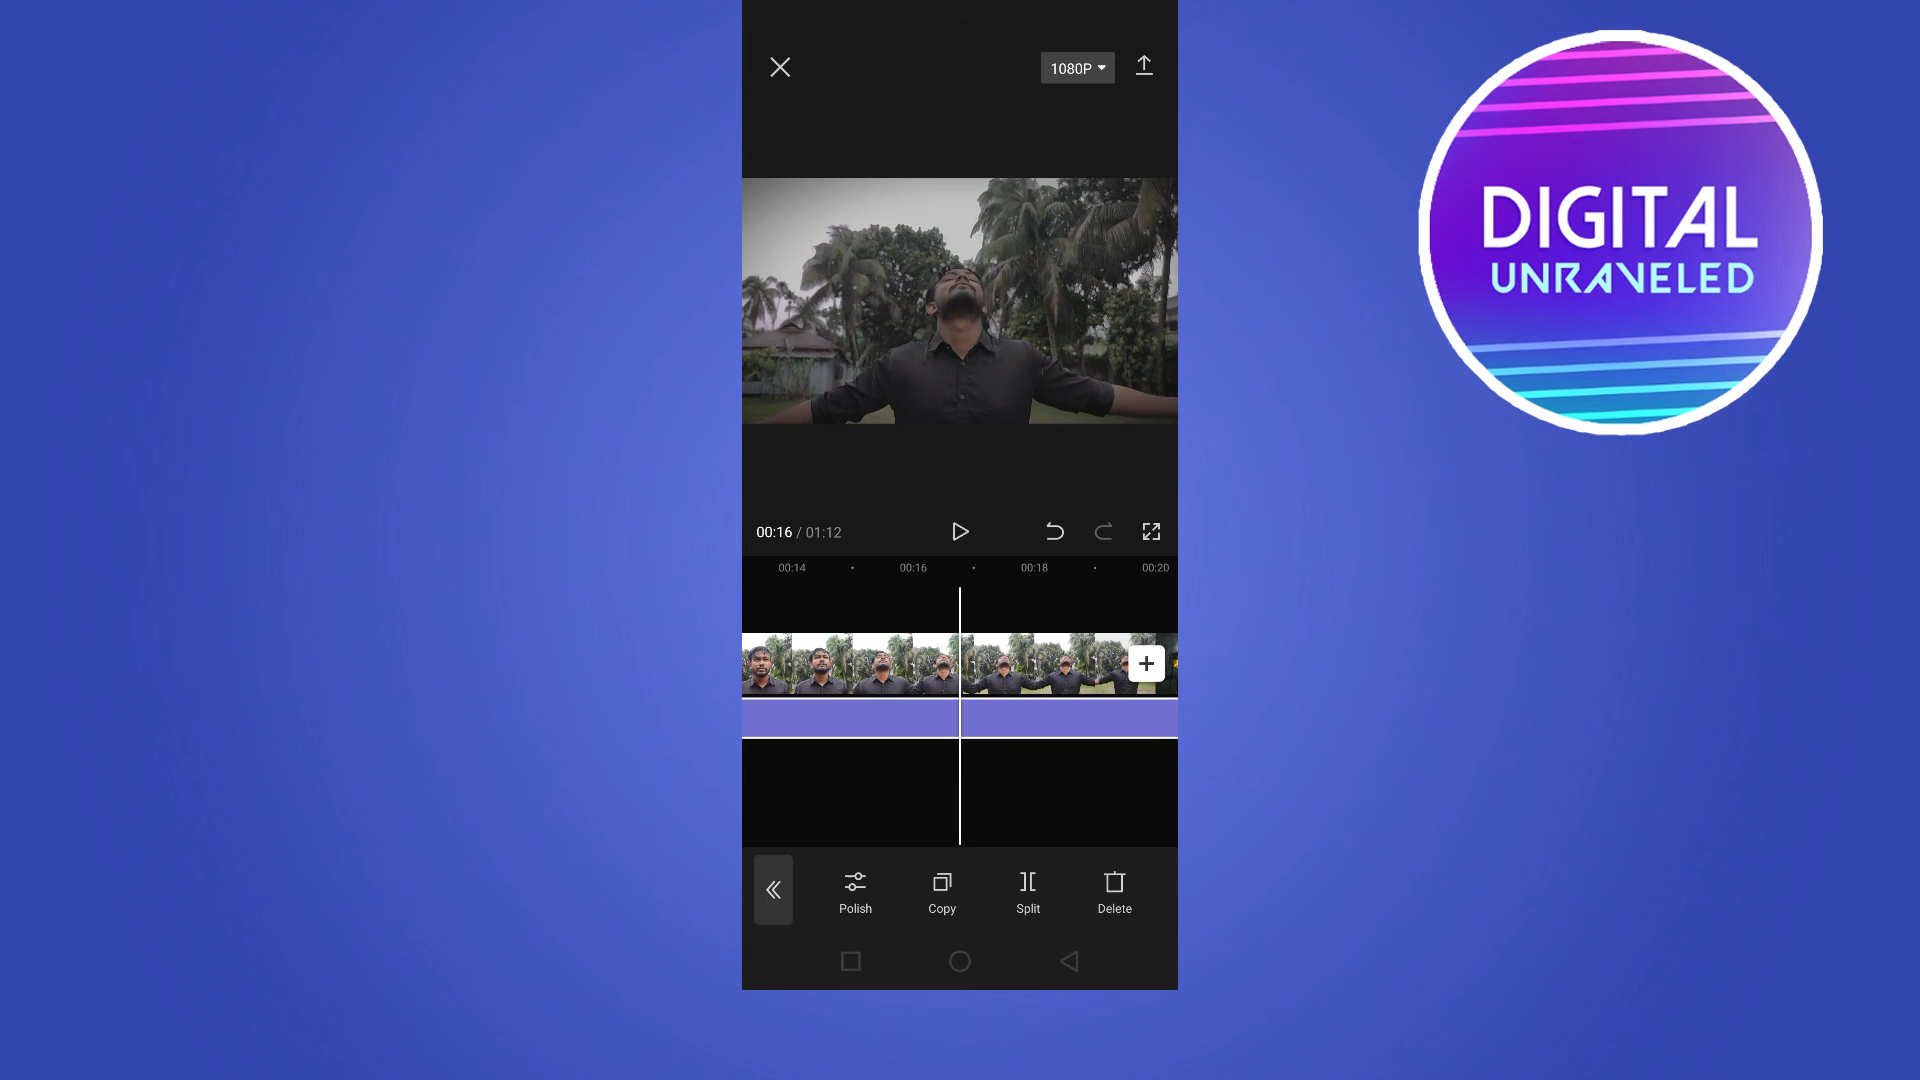 1080P
DIGITAL
UNRAVELED
00:16 / 01:12
00:14 00:16 00:18 00:20
Polish Copy Split Delete